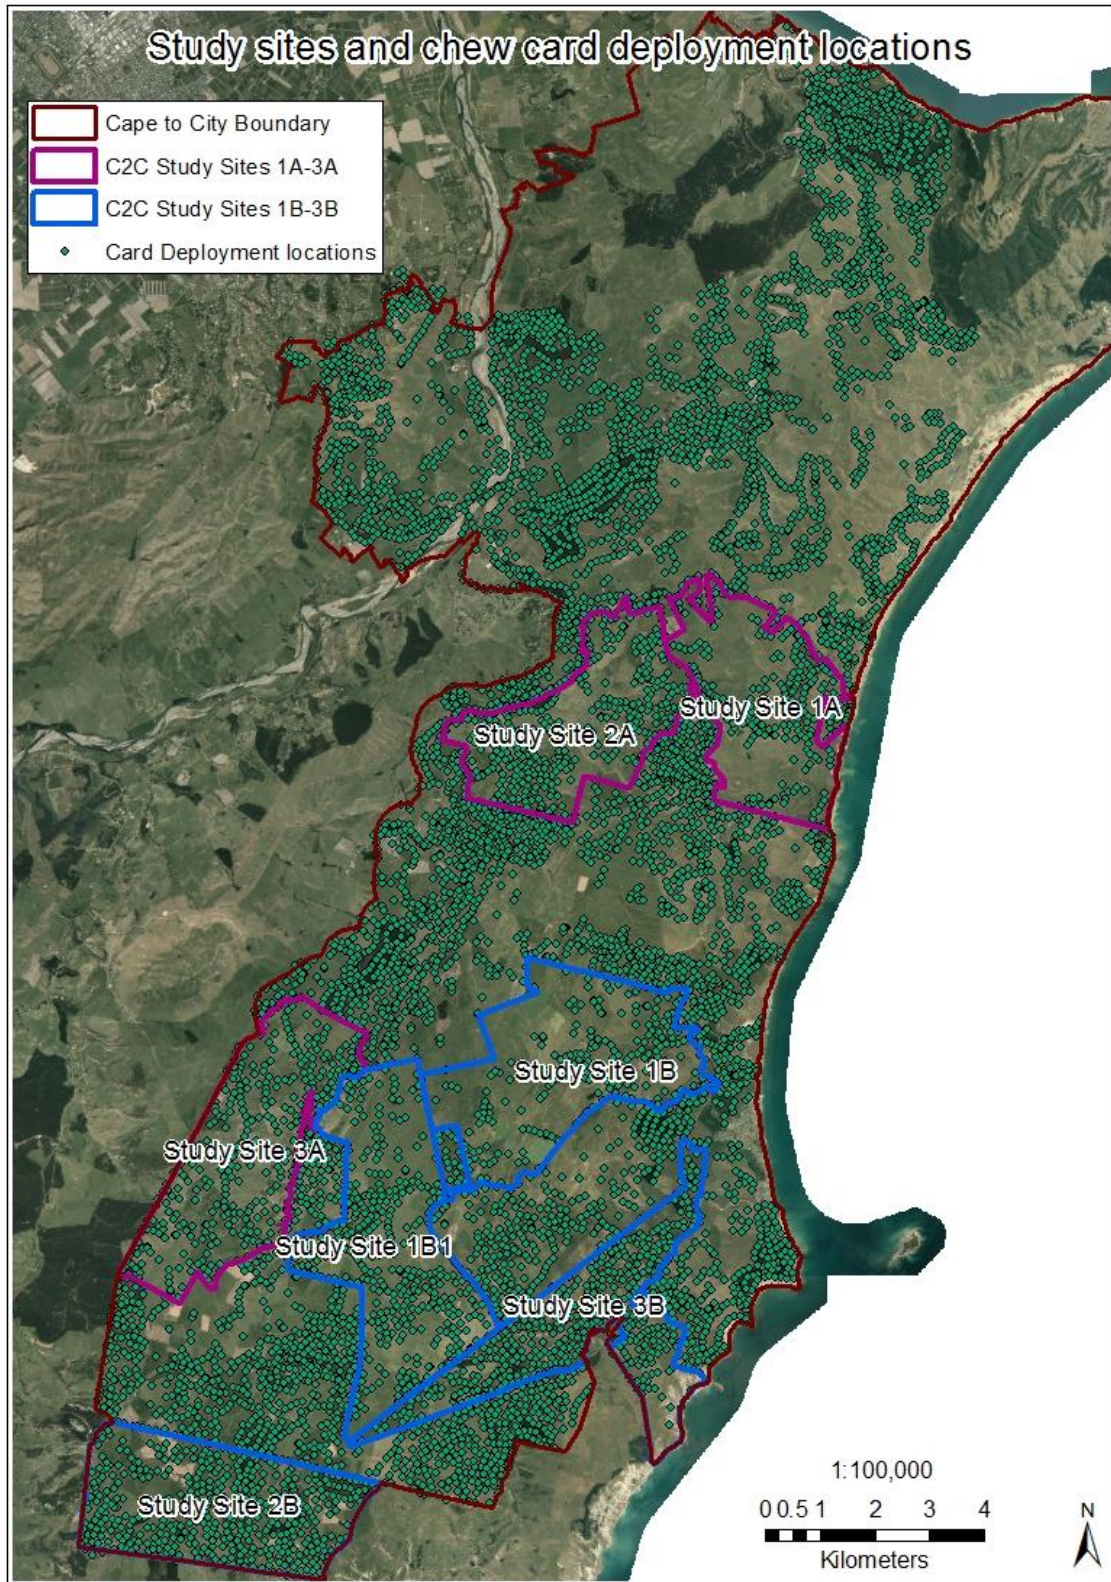 Study sites and chew card deployment locations
Cape to City Boundary
C2C Study Sites 1A-3A
C2C Study Sites 1B-3B
Card Deployment locations
Study Site 1A
Study Site 2A
Study Site 1B
Study Site 3A
Study Site 1B1
Study Site 3B
Study Site 2B
1:100,000
0 0.5 1 2 3 4
Kilometers
N